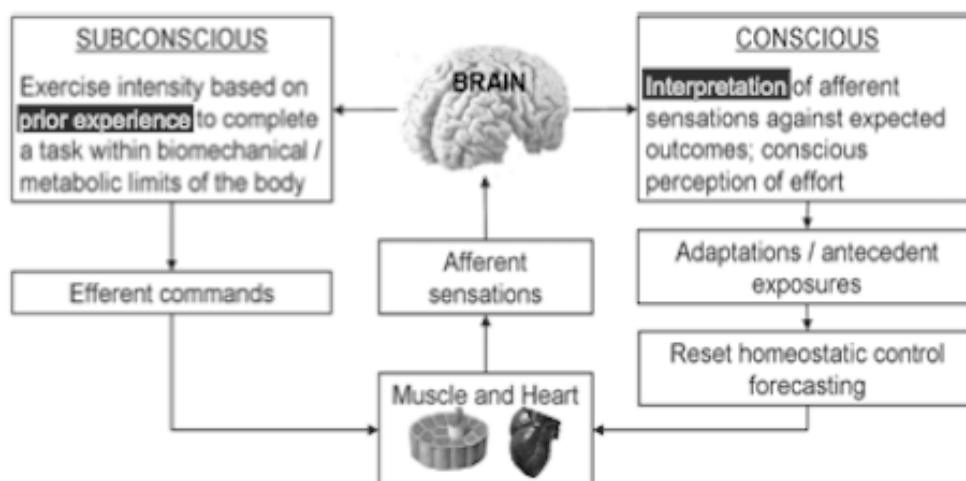 SUBCONSCIOUS
Exercise intensity based on
prior experience to complete
a task within biomechanical /
metabolic limits of the body
BRAIN
CONSCIOUS
Interpretation of afferent
sensations against expected
outcomes; conscious
perception of effort
Efferent commands
Afferent
sensations
Adaptations / antecedent
exposures
Reset homeostatic control
forecasting
Muscle and Heart